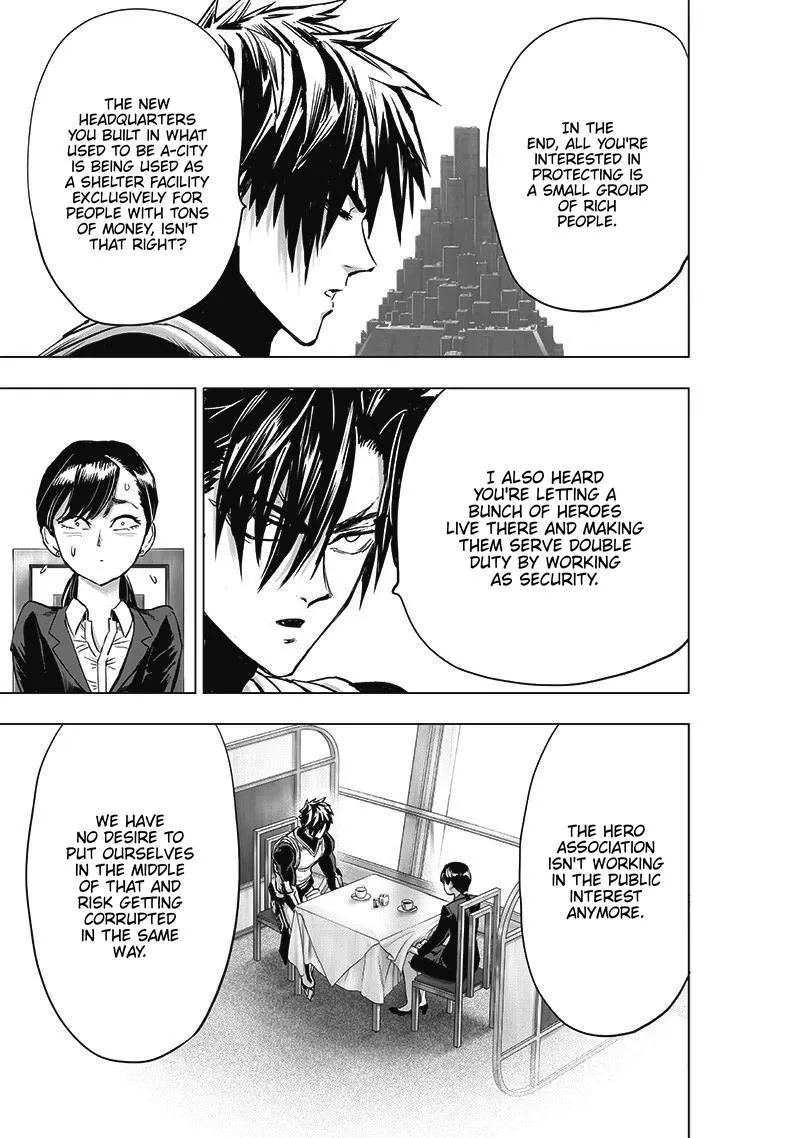 IN THE
END, ALL YOU'RE
INTERESTED IN
PROTECTING IS
A SMALL GROUP
OF RICH
PEOPLE.
THE NEW
HEADQUARTERS
YOU BUILT IN WHAT
USED TO BE A-CITY
IS BEING USED AS
A SHELTER FACILITY
EXCLUSIVELY FOR
PEOPLE WITH TONS
OF MONEY, ISN'T
THAT RIGHT?
I ALSO HEARD
YOU'RE LETTING A
BUNCH OF HEROES
LIVE THERE AND MAKING
THEM SERVE DOUBLE
DUTY BY WORKING
AS SECURITY.
THE HERO
ASSOCIATION
ISN'T WORKING
IN THE PUBLIC
INTEREST
ANYMORE.
WE HAVE
NO DESIRE TO
PUT OURSELVES
IN THE MIDDLE
OF THAT AND
RISK GETTING
CORRUPTED
IN THE SAME
WAY.